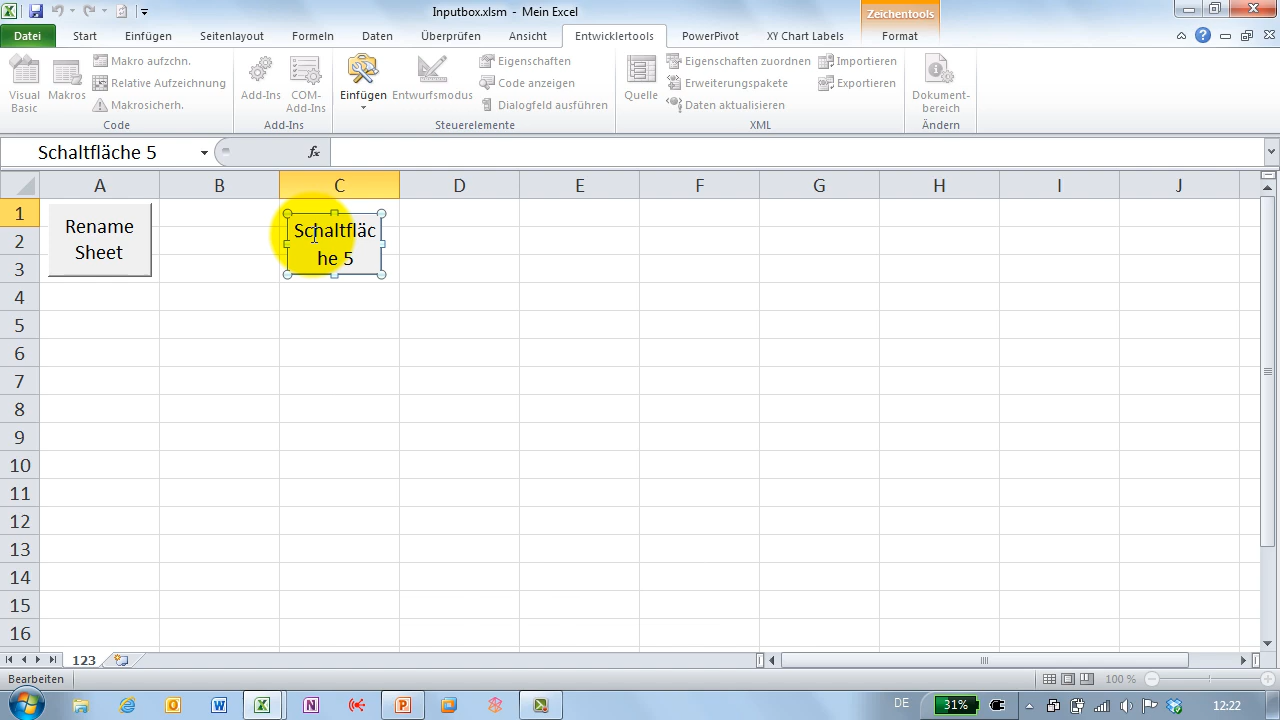 Inputbox.xlsm - Mein Excel
Zeichentools
Datei Start Einfügen Seitenlayout Formeln Daten Überprüfen Ansicht Entwicklertools PowerPivot XY Chart Labels Format
Visual Basic
Makros
Makro aufzchn.
Relative Aufzeichnung
Makrosicherh.
Code
Add-Ins
COM-Add-Ins
Add-Ins
Einfügen
Entwurfsmodus
Eigenschaften
Code anzeigen
Dialogfeld ausführen
Steuerelemente
Quelle
Eigenschaften zuordnen
Erweiterungspakete
Daten aktualisieren
Importieren
Exportieren
XML
Dokument-
bereich
Ändern
Schaltfläche 5 fx
A B C D E F G H I J
1
2
3
4
5
6
7
8
9
10
11
12
13
14
15
16
Rename
Sheet
Schaltfläc
he 5
123
Bearbeiten 100 %
DE 31% 12:22